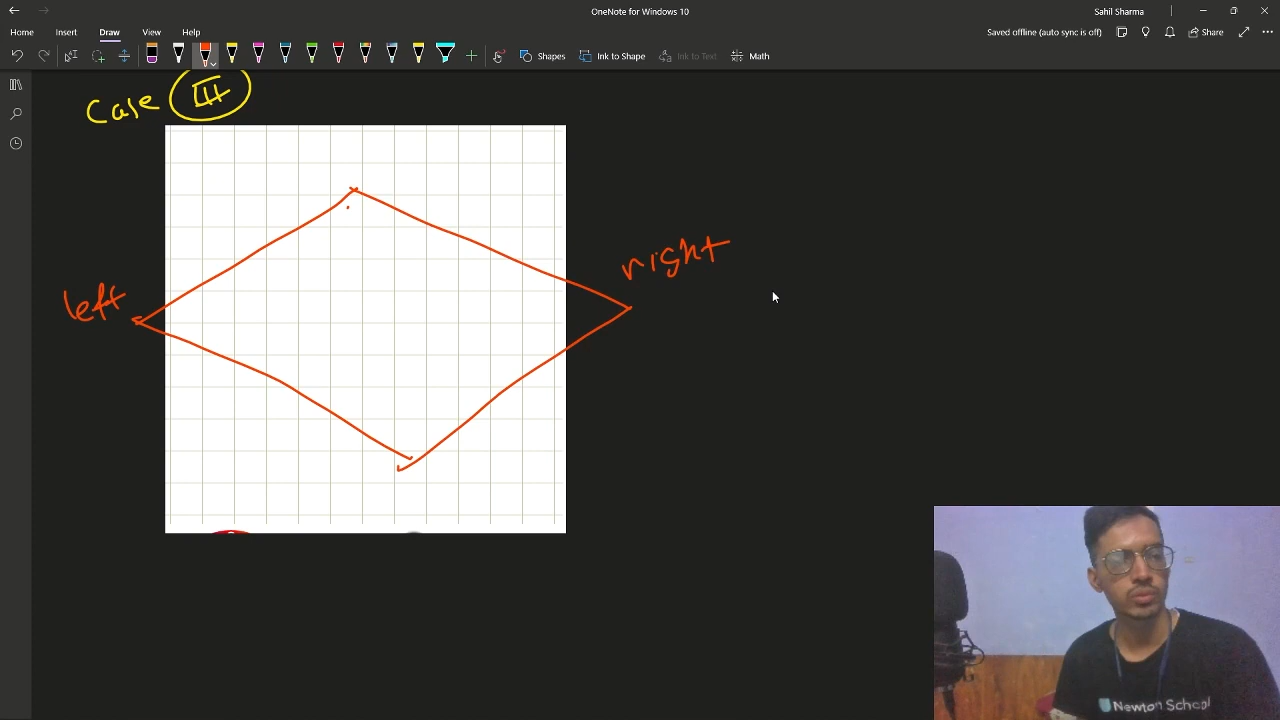 OneNote for Windows 10
Sahil Sharma
Home Insert Draw View Help
Saved offline (auto sync is off) Share
Shapes Ink to Shape Ink to Text Math
Case III
right
left
Newton School